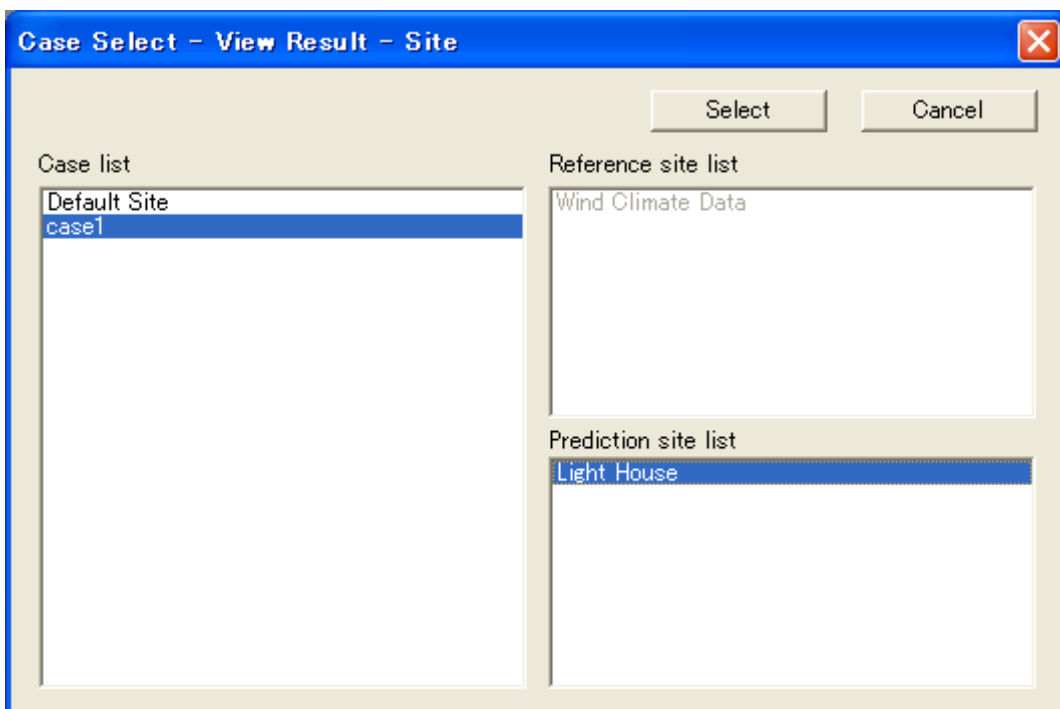 Case Select - View Result - Site
Select
Cancel
Case list
Default Site
case1
Reference site list
Wind Climate Data
Prediction site list
Light House